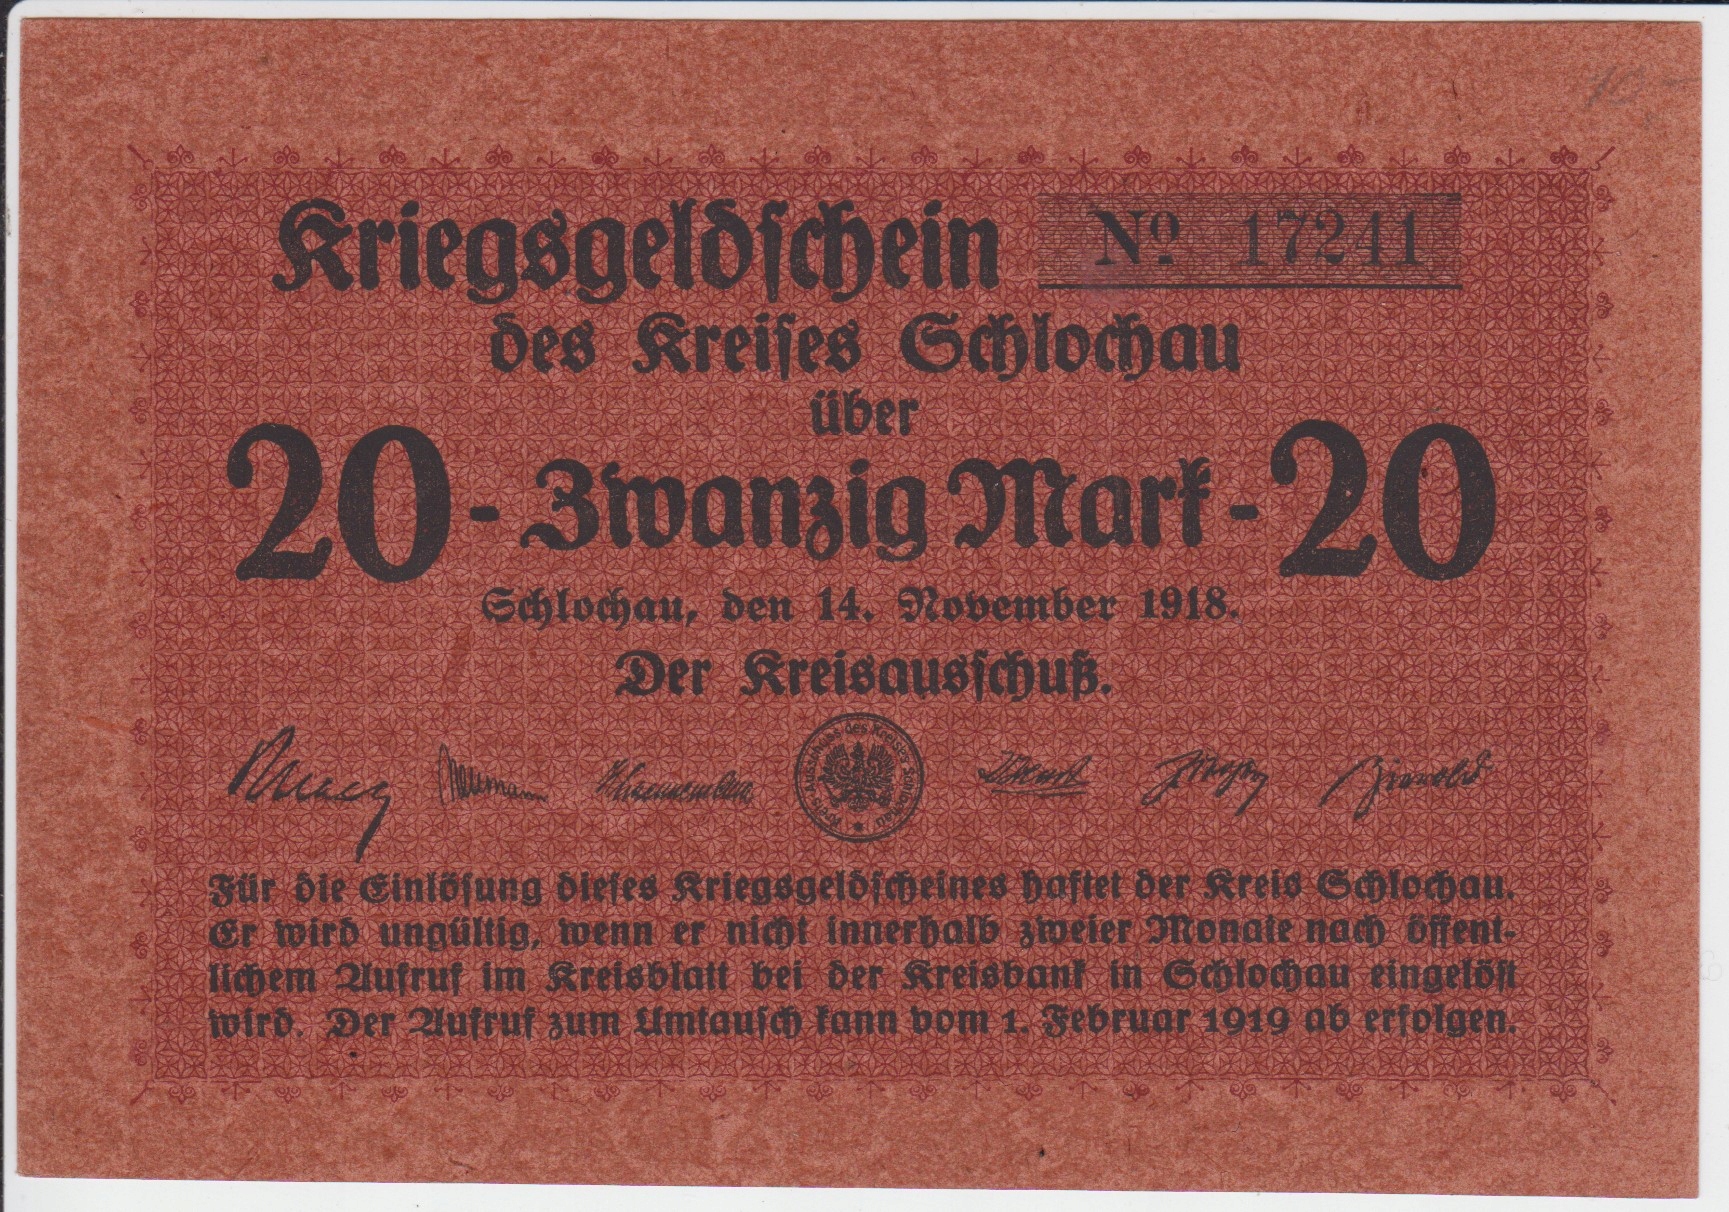 Kriegsgeldschein
No. 17241
des Kreises Schlochau
über
20 - Zwanzig Mark - 20
Schlochau, den 14. November 1918.
Der Kreisausschuß.
Neumann
Für die Einlösung dieses Kriegsgeldscheines haftet der Kreis Schlochau.
Er wird ungültig, wenn er nicht innerhalb zweier Monate nach öffent-
lichem Aufruf im Kreisblatt bei der Kreisbank in Schlochau eingelöst
wird. Der Aufruf zum Umtausch kann vom 1. Februar 1919 ab erfolgen.